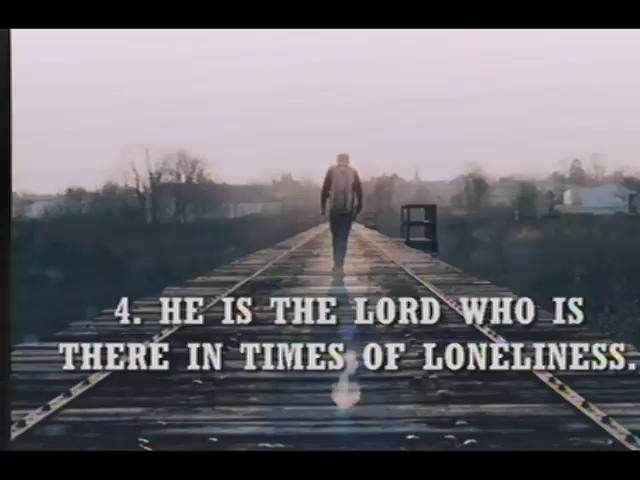 4. HE IS THE LORD WHO IS
THERE IN TIMES OF LONELINESS.